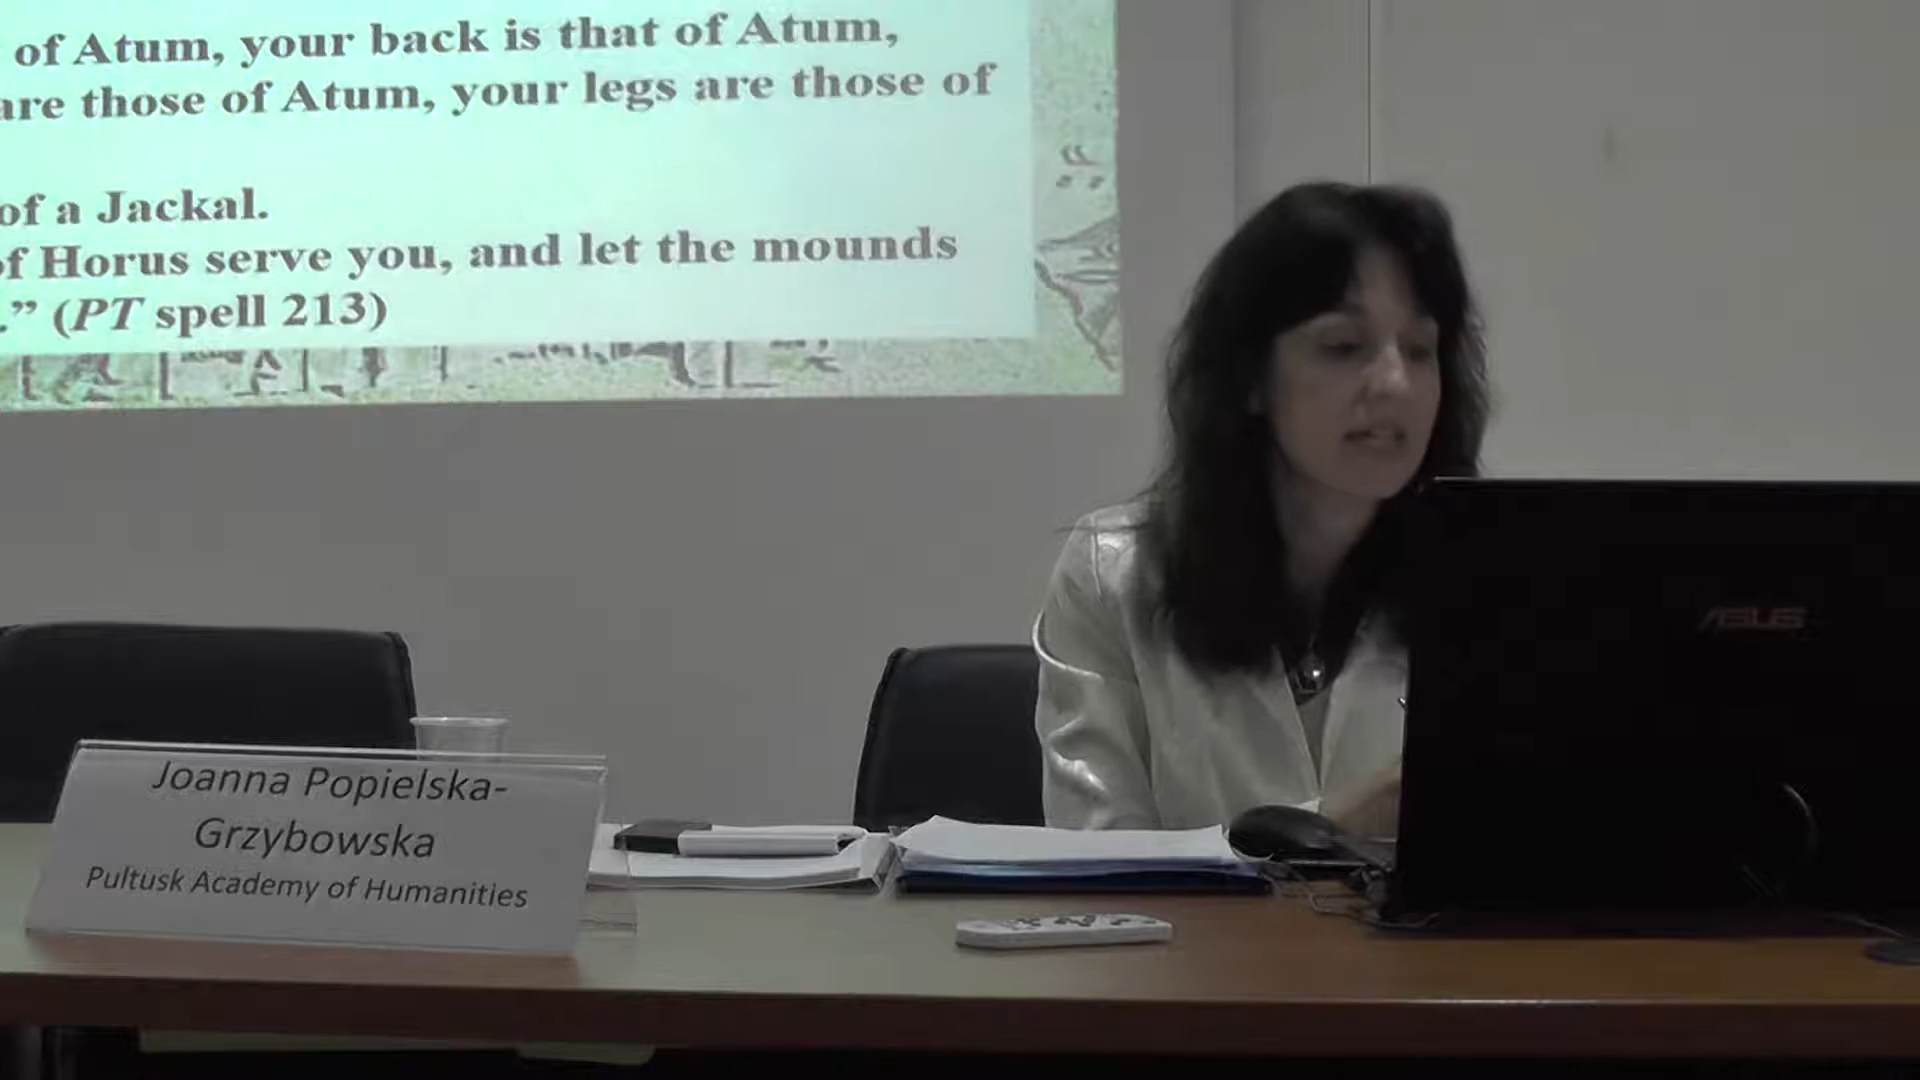 of Atum, your back is that of Atum,
are those of Atum, your legs are those of
of a Jackal.
of Horus serve you, and let the mounds
.” (PT spell 213)
ASUS
Joanna Popielska-
Grzybowska
Pultusk Academy of Humanities